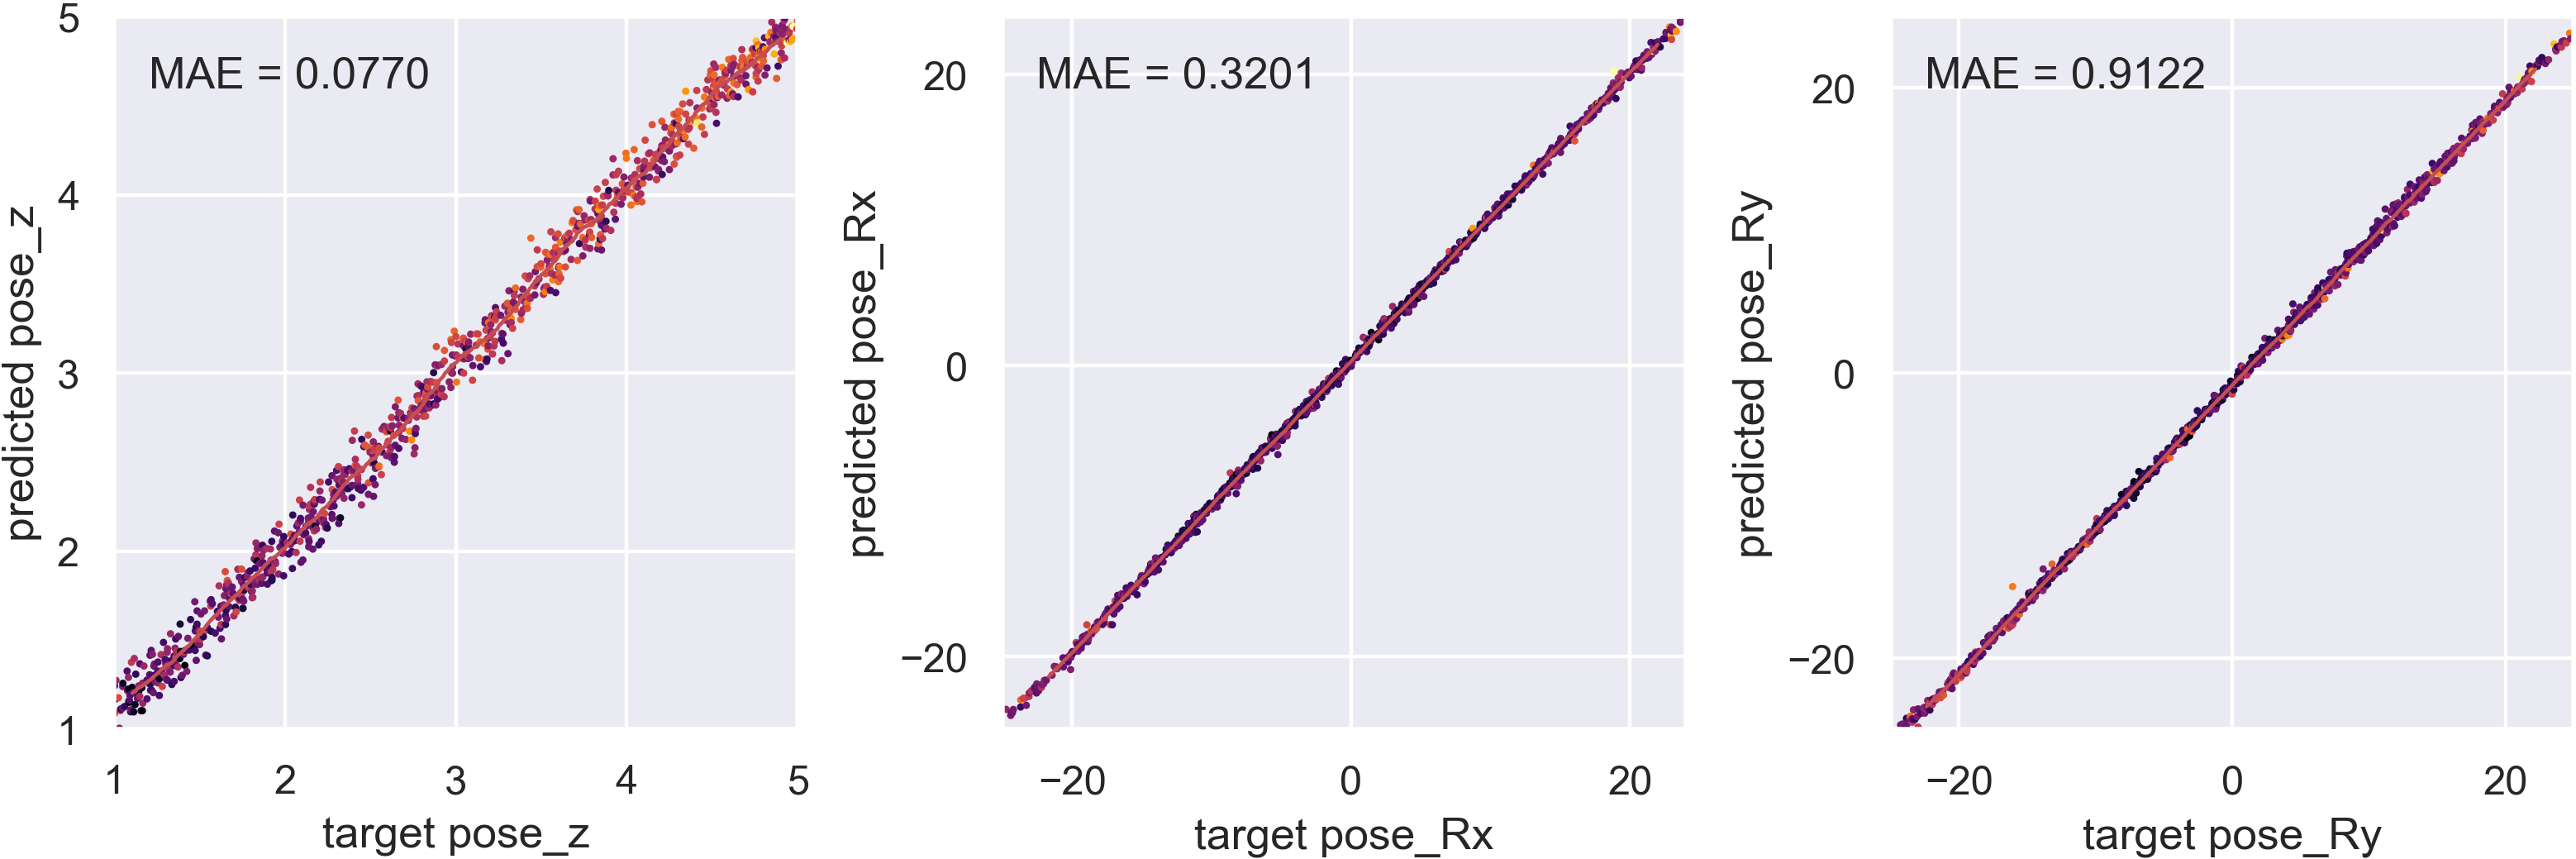 MAE = 0.0770
predicted pose_z
5
4
3
2
1
1 2 3 4 5
target pose_z
MAE = 0.3201
predicted pose_Rx
20
0
−20
−20 0 20
target pose_Rx
MAE = 0.9122
predicted pose_Ry
20
0
−20
−20 0 20
target pose_Ry